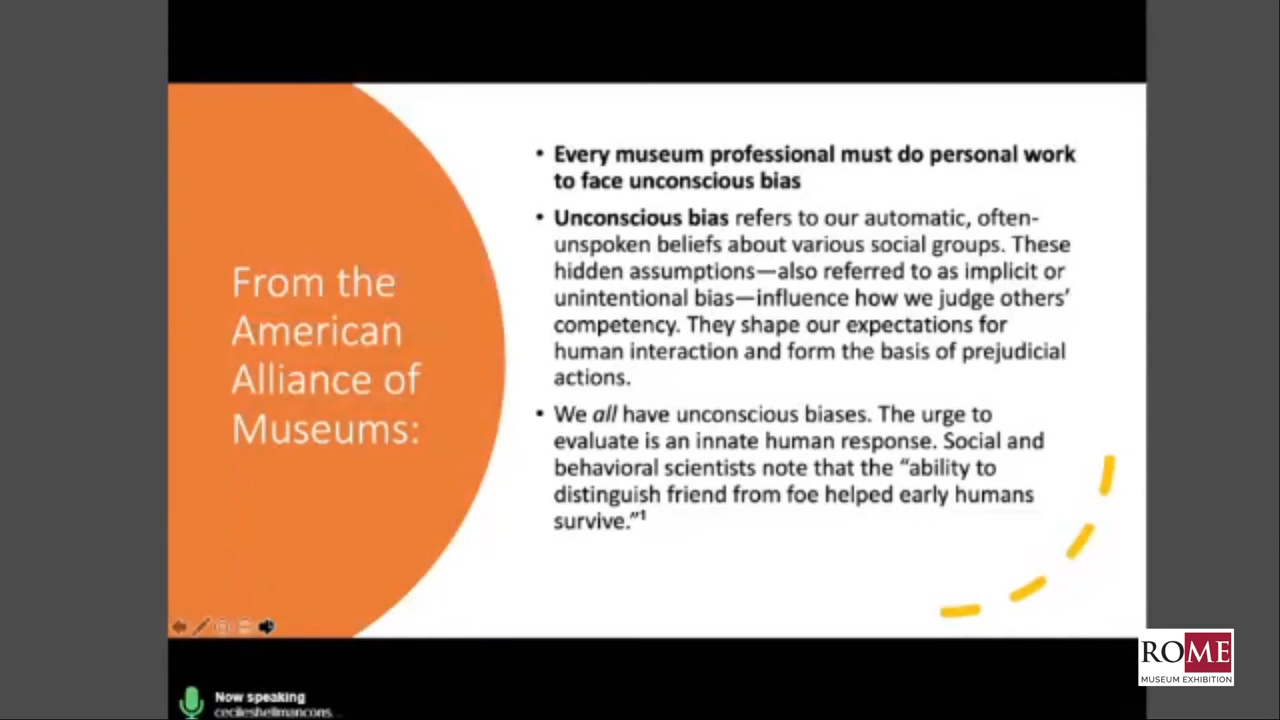 From the
American
Alliance of
Museums:
• Every museum professional must do personal work
to face unconscious bias
• Unconscious bias refers to our automatic, often-
unspoken beliefs about various social groups. These
hidden assumptions—also referred to as implicit or
unintentional bias—influence how we judge others’
competency. They shape our expectations for
human interaction and form the basis of prejudicial
actions.
• We all have unconscious biases. The urge to
evaluate is an innate human response. Social and
behavioral scientists note that the “ability to
distinguish friend from foe helped early humans
survive.”¹
Now speaking
cecileshellmancons...
ROME
MUSEUM EXHIBITION